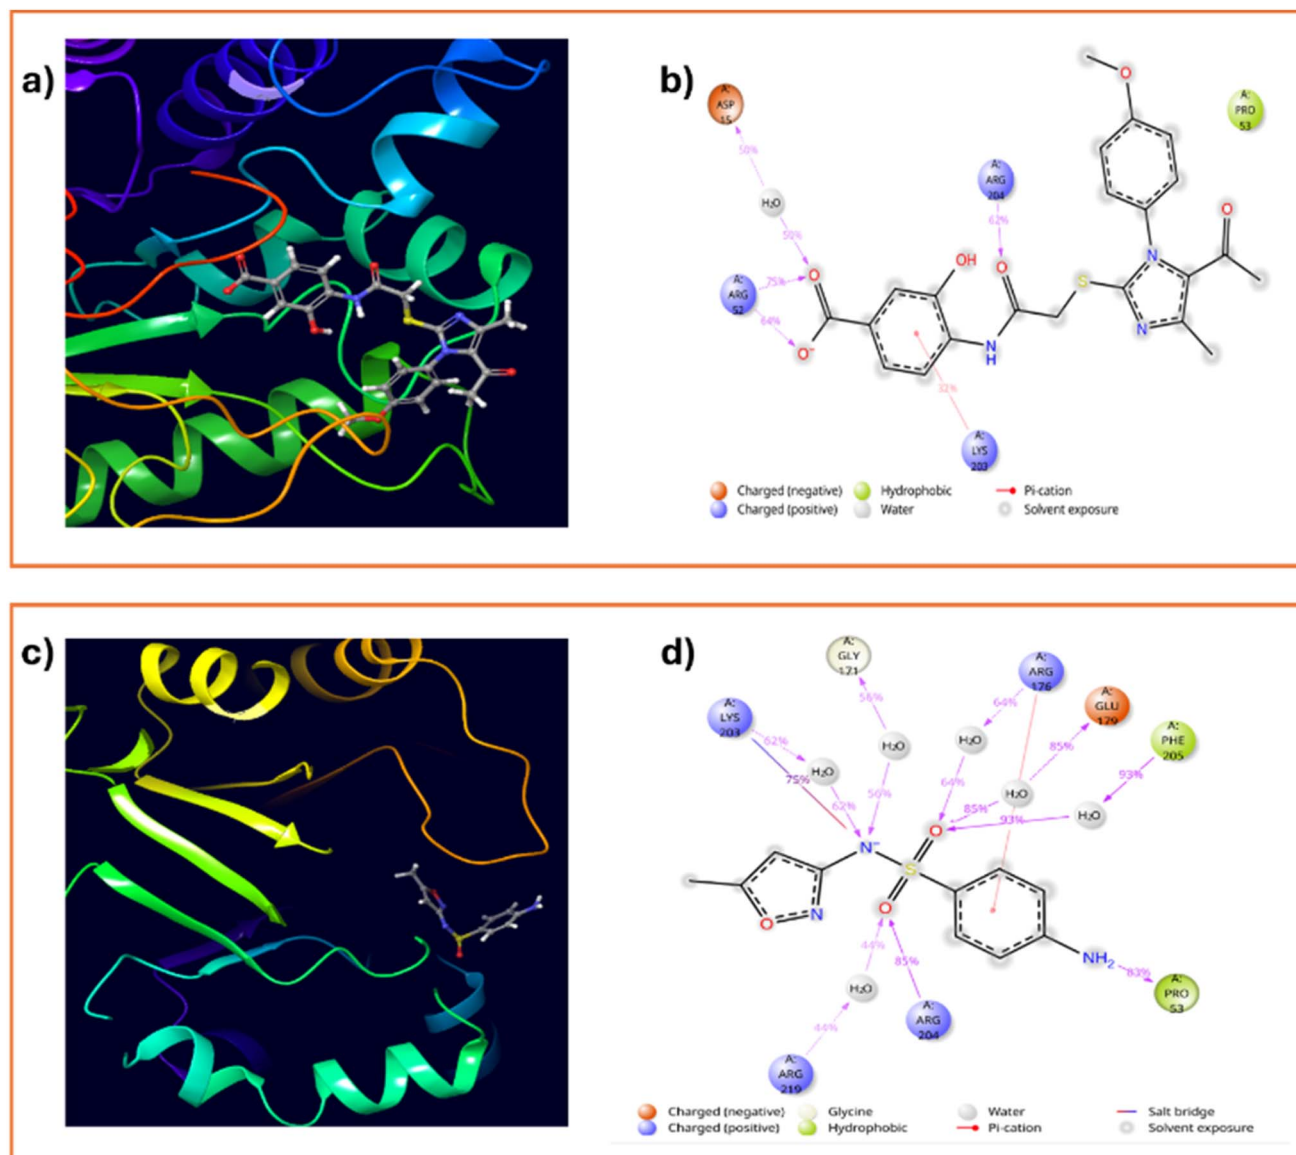 a)
b)
A:
ASP
15
50%
H₂O
50%
A:
ARG
52
75%
64%
O
O⁻
OH
N
H
32%
A:
LYS
203
A:
ARG
204
62%
O
S
O
N
N
O
A:
PRO
53
Charged (negative) Hydrophobic Pi-cation
Charged (positive) Water Solvent exposure
c)
d)
A:
GLY
171
A:
LYS
203
62%
H₂O
75%
62%
56%
H₂O
56%
A:
ARG
176
64%
H₂O
64%
A:
GLU
179
85%
H₂O
85%
A:
PHE
205
93%
H₂O
93%
N⁻
S
O
O
O
N
44%
H₂O
44%
A:
ARG
219
85%
A:
ARG
204
NH₂
83%
A:
PRO
53
Charged (negative) Glycine Water Salt bridge
Charged (positive) Hydrophobic Pi-cation Solvent exposure